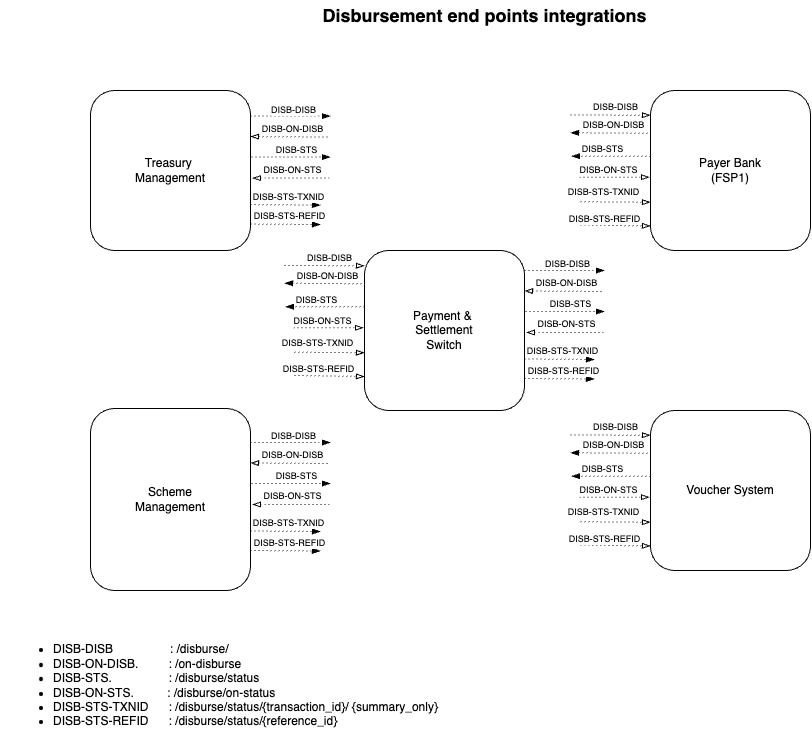 Disbursement end points integrations
DISB-DISB
DISB-ON-DISB
DISB-STS
DISB-ON-STS
DISB-STS-TXNID
DISB-STS-REFID
Treasury
Management
DISB-DISB
DISB-ON-DISB
DISB-STS
DISB-ON-STS
DISB-STS-TXNID
DISB-STS-REFID
Payer Bank
(FSP1)
DISB-DISB
DISB-ON-DISB
DISB-STS
DISB-ON-STS
DISB-STS-TXNID
DISB-STS-REFID
Payment &
Settlement
Switch
DISB-DISB
DISB-ON-DISB
DISB-STS
DISB-ON-STS
DISB-STS-TXNID
DISB-STS-REFID
Scheme
Management
DISB-DISB
DISB-ON-DISB
DISB-STS
DISB-ON-STS
DISB-STS-TXNID
DISB-STS-REFID
DISB-DISB
DISB-ON-DISB
DISB-STS
DISB-ON-STS
DISB-STS-TXNID
DISB-STS-REFID
Voucher System
• DISB-DISB : /disburse/
• DISB-ON-DISB. : /on-disburse
• DISB-STS. : /disburse/status
• DISB-ON-STS. : /disburse/on-status
• DISB-STS-TXNID : /disburse/status/{transaction_id}/ {summary_only}
• DISB-STS-REFID : /disburse/status/{reference_id}